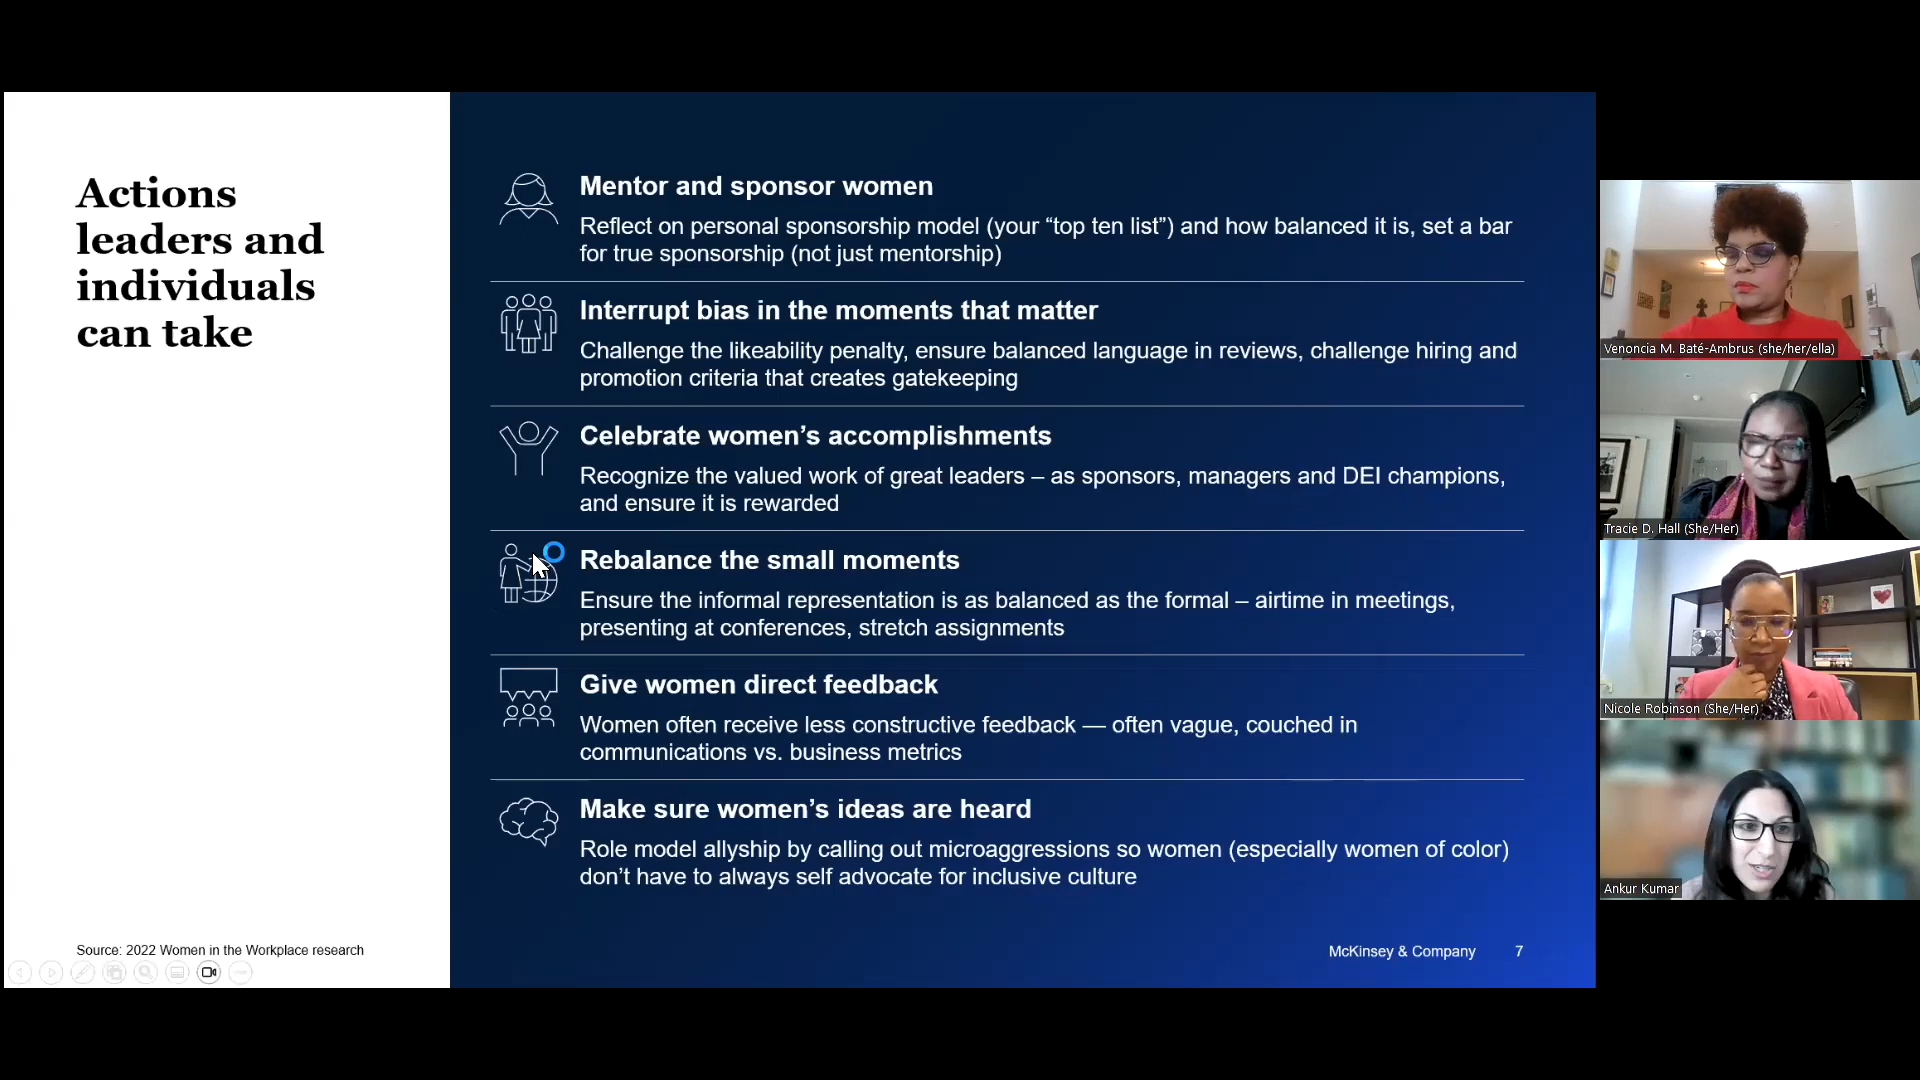 Actions
leaders and
individuals
can take
Mentor and sponsor women
Reflect on personal sponsorship model (your “top ten list”) and how balanced it is, set a bar
for true sponsorship (not just mentorship)
Interrupt bias in the moments that matter
Challenge the likeability penalty, ensure balanced language in reviews, challenge hiring and
promotion criteria that creates gatekeeping
Celebrate women’s accomplishments
Recognize the valued work of great leaders – as sponsors, managers and DEI champions,
and ensure it is rewarded
Rebalance the small moments
Ensure the informal representation is as balanced as the formal – airtime in meetings,
presenting at conferences, stretch assignments
Give women direct feedback
Women often receive less constructive feedback — often vague, couched in
communications vs. business metrics
Make sure women’s ideas are heard
Role model allyship by calling out microaggressions so women (especially women of color)
don’t have to always self advocate for inclusive culture
Source: 2022 Women in the Workplace research
McKinsey & Company 7
Venoncia M. Baté-Ambrus (she/her/ella)
Tracie D. Hall (She/Her)
Nicole Robinson (She/Her)
Ankur Kumar